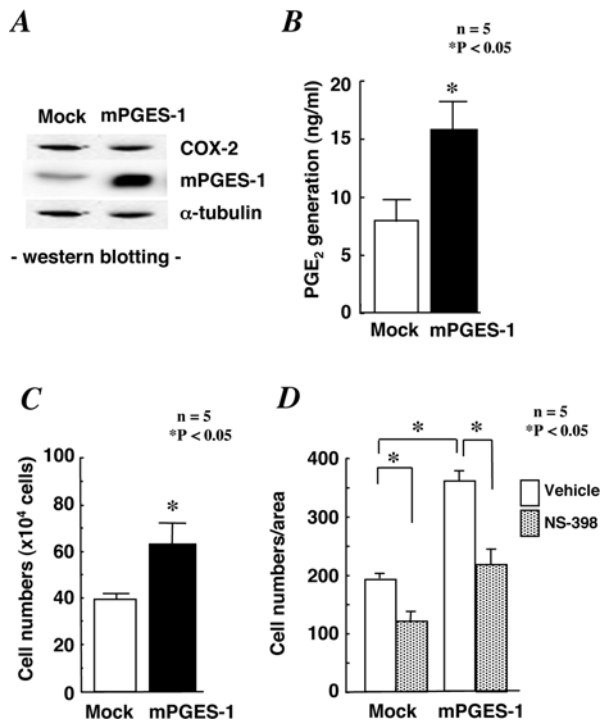 A
Mock mPGES-1
COX-2
mPGES-1
α-tubulin
- western blotting -
B
n = 5
*P < 0.05
PGE2 generation (ng/ml)
20
15
10
5
0
*
Mock mPGES-1
C
n = 5
*P < 0.05
Cell numbers (x10⁴ cells)
100
80
60
40
20
0
*
Mock mPGES-1
D
n = 5
*P < 0.05
Cell numbers/area
400
300
200
100
0
*
*
*
Vehicle
NS-398
Mock mPGES-1